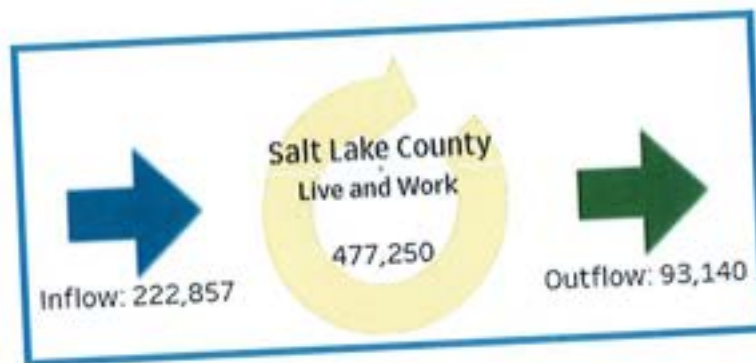 Salt Lake County
Live and Work
477,250
Inflow: 222,857
Outflow: 93,140